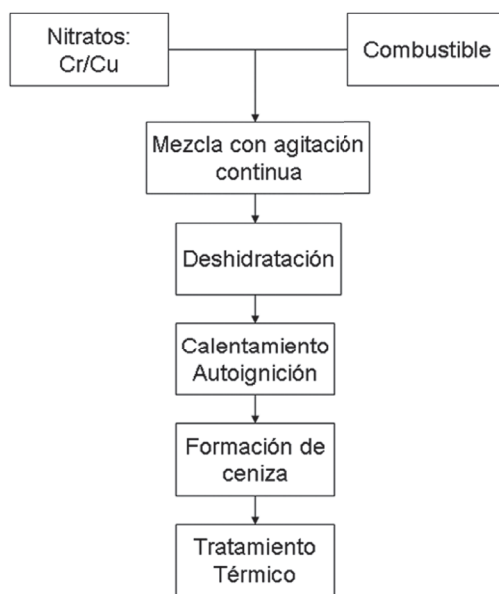 Nitratos:
Cr/Cu
Combustible
Mezcla con agitación
continua
Deshidratación
Calentamiento
Autoignición
Formación de
ceniza
Tratamiento
Térmico